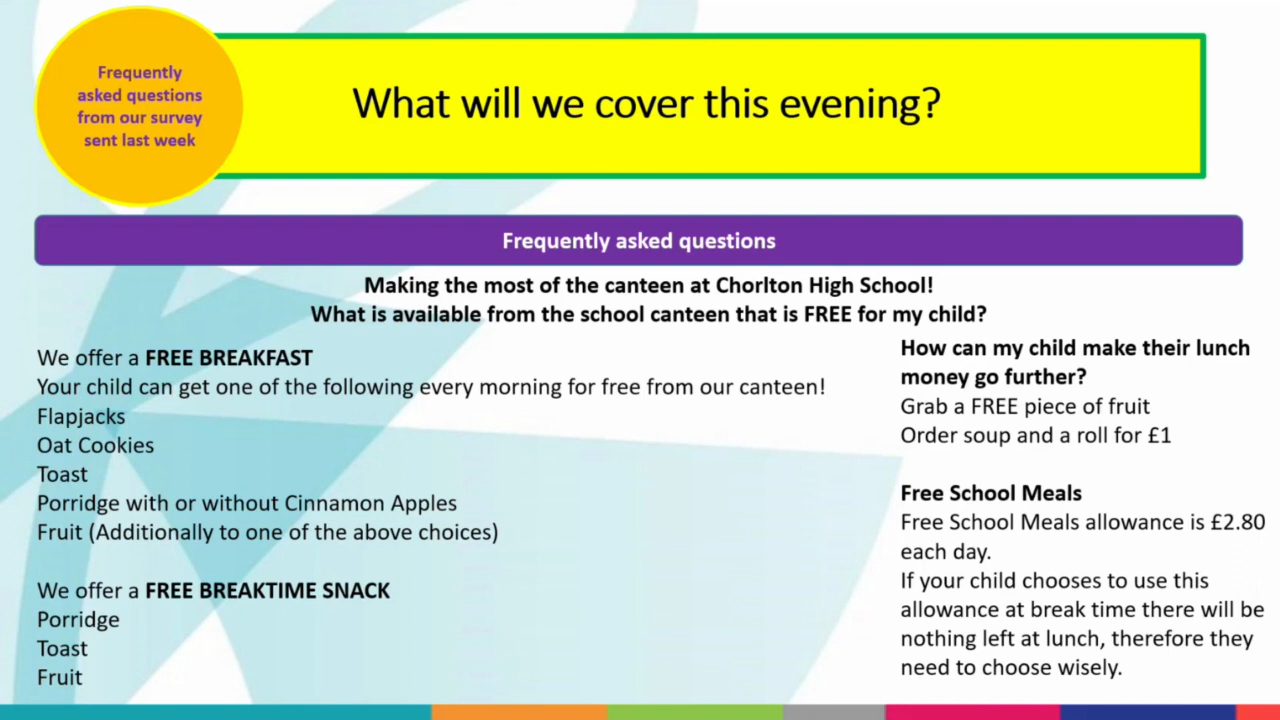 Frequently
asked questions
from our survey
sent last week
What will we cover this evening?
Frequently asked questions
Making the most of the canteen at Chorlton High School!
What is available from the school canteen that is FREE for my child?
We offer a FREE BREAKFAST
Your child can get one of the following every morning for free from our canteen!
Flapjacks
Oat Cookies
Toast
Porridge with or without Cinnamon Apples
Fruit (Additionally to one of the above choices)
We offer a FREE BREAKTIME SNACK
Porridge
Toast
Fruit
How can my child make their lunch
money go further?
Grab a FREE piece of fruit
Order soup and a roll for £1
Free School Meals
Free School Meals allowance is £2.80
each day.
If your child chooses to use this
allowance at break time there will be
nothing left at lunch, therefore they
need to choose wisely.